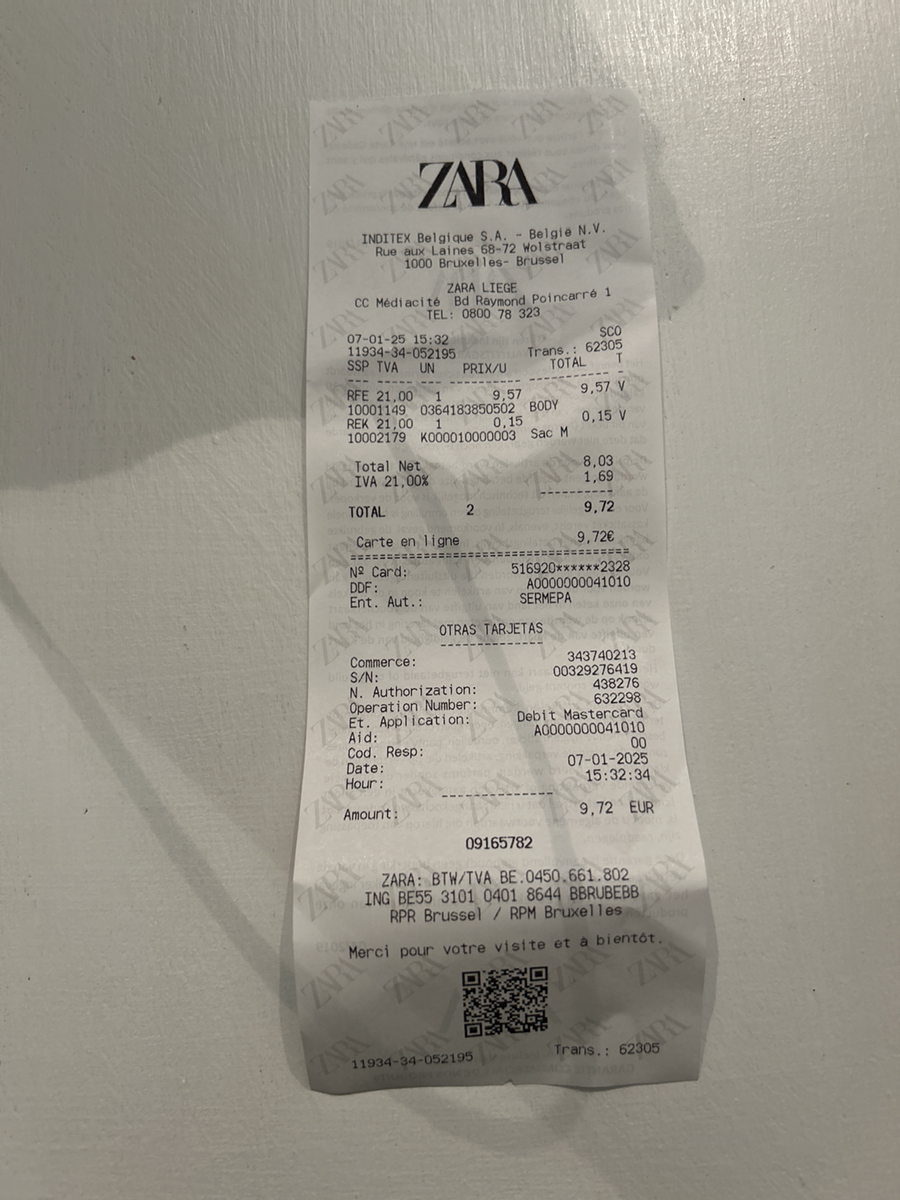 ZARA
INDITEX Belgique S.A. - België N.V.
Rue aux Laines 68-72 Wolstraat
1000 Bruxelles- Brussel
ZARA LIEGE
CC Médiacité Bd Raymond Poincarré 1
TEL: 0800 78 323
07-01-25 15:32 SCO
11934-34-052195 Trans.: 62305
SSP TVA UN PRIX/U TOTAL T
--- --- --- ---------- ---------- -
RFE 21,00 1 9,57 9,57 V
10001149 0364183850502 BODY
REK 21,00 1 0,15 0,15 V
10002179 K000010000003 Sac M
Total Net 8,03
IVA 21,00% 1,69
----------
TOTAL 2 9,72
Carte en ligne 9,72€
======================================
Nº Card: 516920******2328
DDF: A0000000041010
Ent. Aut.: SERMEPA
OTRAS TARJETAS
--------------
Commerce: 343740213
S/N: 00329276419
N. Authorization: 438276
Operation Number: 632298
Et. Application: Debit Mastercard
Aid: A0000000041010
Cod. Resp: 00
Date: 07-01-2025
Hour: 15:32:34
--------------
Amount: 9,72 EUR
09165782
ZARA: BTW/TVA BE.0450.661.802
ING BE55 3101 0401 8644 BBRUBEBB
RPR Brussel / RPM Bruxelles
Merci pour votre visite et à bientôt.
11934-34-052195 Trans.: 62305